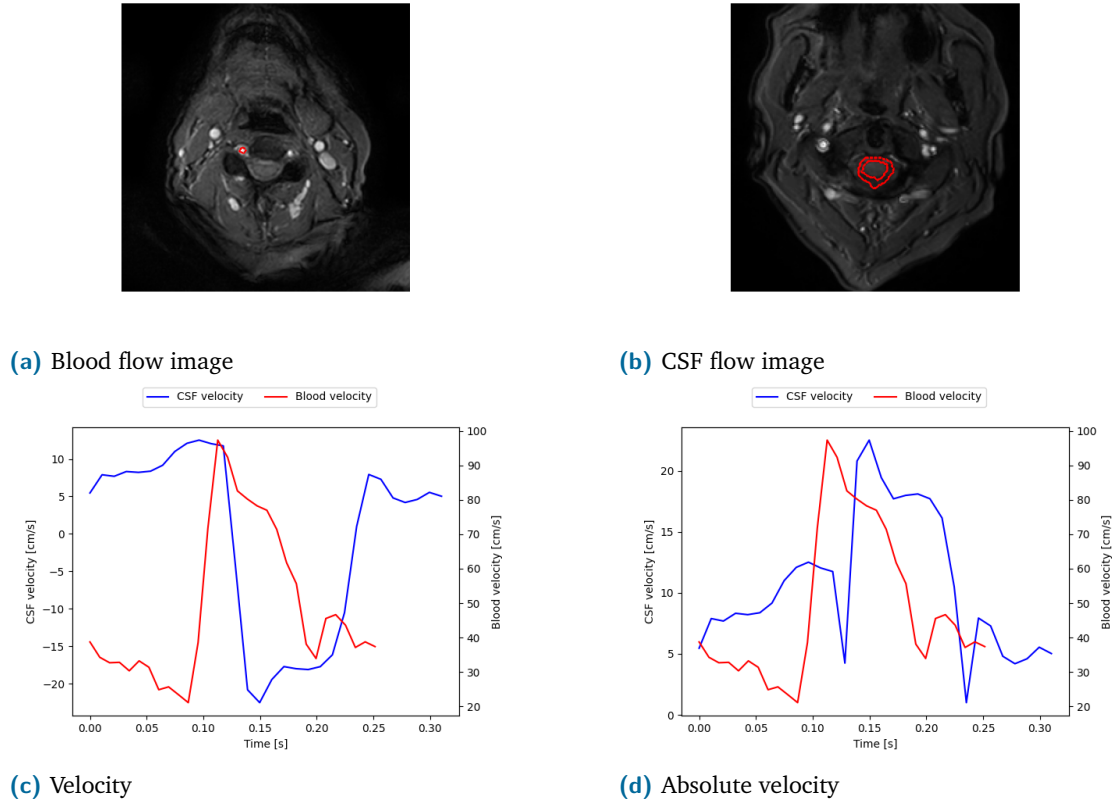 (a) Blood flow image
(b) CSF flow image
CSF velocity Blood velocity
10
5
0
−5
−10
−15
−20
CSF velocity [cm/s]
100
90
80
70
60
50
40
30
20
Blood velocity [cm/s]
0.00 0.05 0.10 0.15 0.20 0.25 0.30
Time [s]
(c) Velocity
CSF velocity Blood velocity
20
15
10
5
0
CSF velocity [cm/s]
100
90
80
70
60
50
40
30
20
Blood velocity [cm/s]
0.00 0.05 0.10 0.15 0.20 0.25 0.30
Time [s]
(d) Absolute velocity